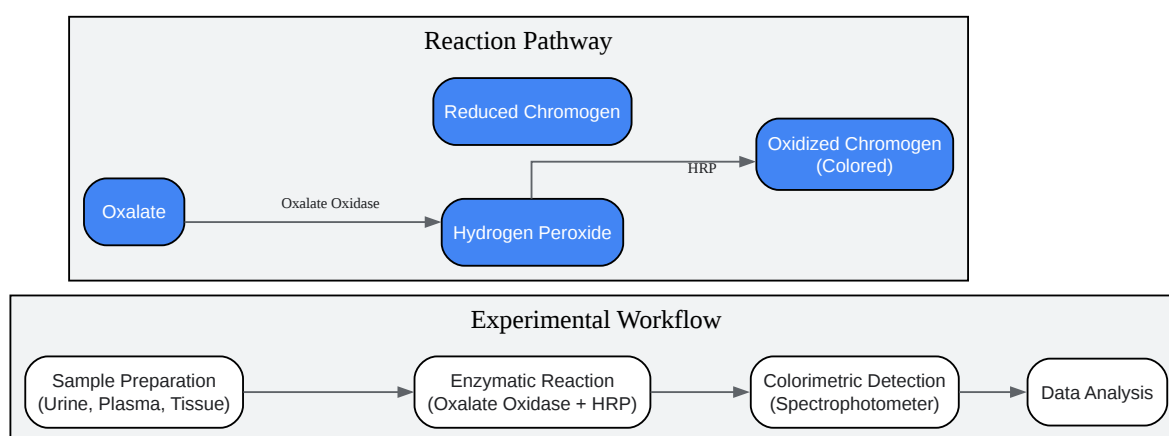 Reaction Pathway
Reduced Chromogen
Oxidized Chromogen
(Colored)
HRP
Oxalate
Oxalate Oxidase
Hydrogen Peroxide
Experimental Workflow
Sample Preparation
(Urine, Plasma, Tissue)
Enzymatic Reaction
(Oxalate Oxidase + HRP)
Colorimetric Detection
(Spectrophotometer)
Data Analysis